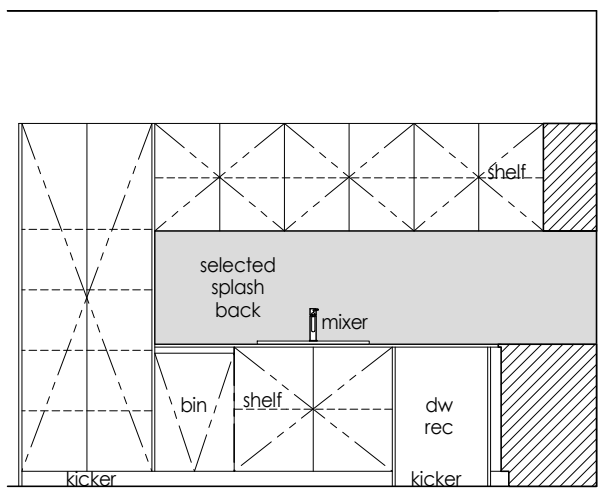 shelf
selected
splash
back
mixer
bin
shelf
dw
rec
kicker
kicker